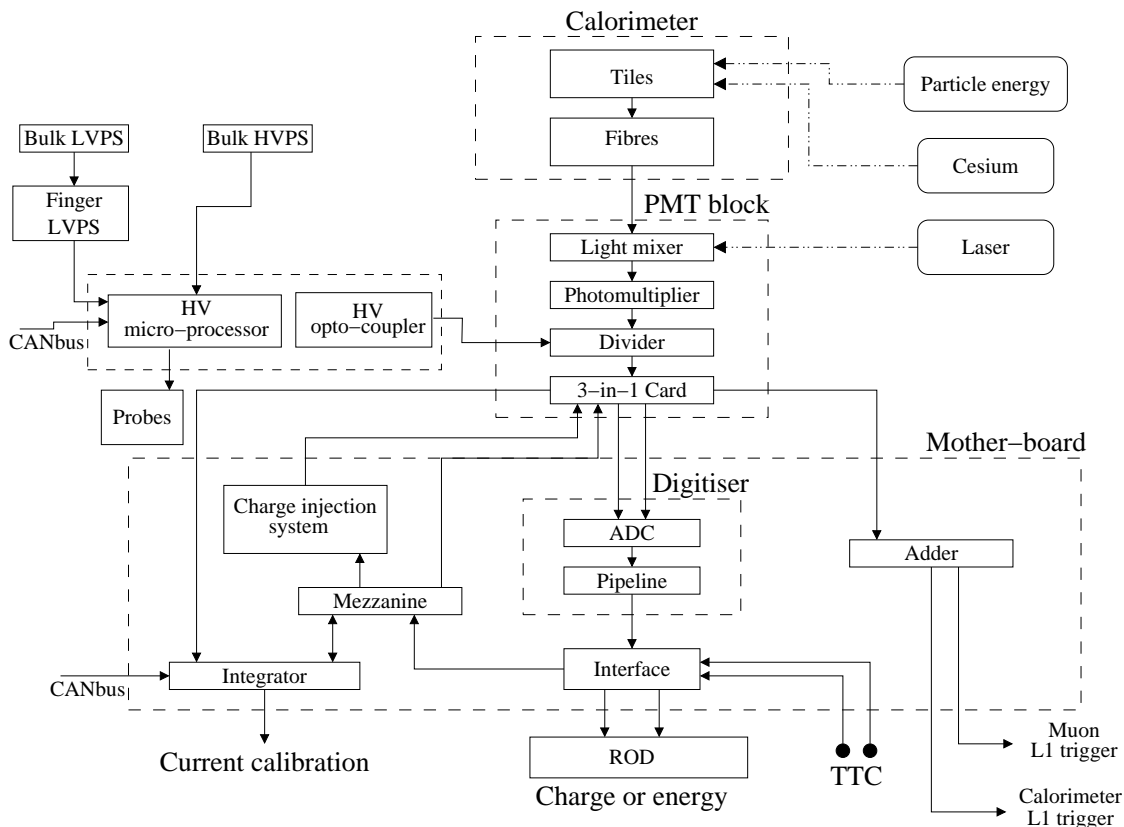 Calorimeter
Tiles
Particle energy
Bulk LVPS
Bulk HVPS
Fibres
Cesium
Finger
LVPS
PMT block
Light mixer
Laser
HV
micro−processor
HV
opto−coupler
Photomultiplier
CANbus
Divider
3−in−1 Card
Probes
Mother−board
Digitiser
Charge injection
system
ADC
Adder
Pipeline
Mezzanine
Integrator
Interface
CANbus
Current calibration
ROD
TTC
Muon
L1 trigger
Charge or energy
Calorimeter
L1 trigger